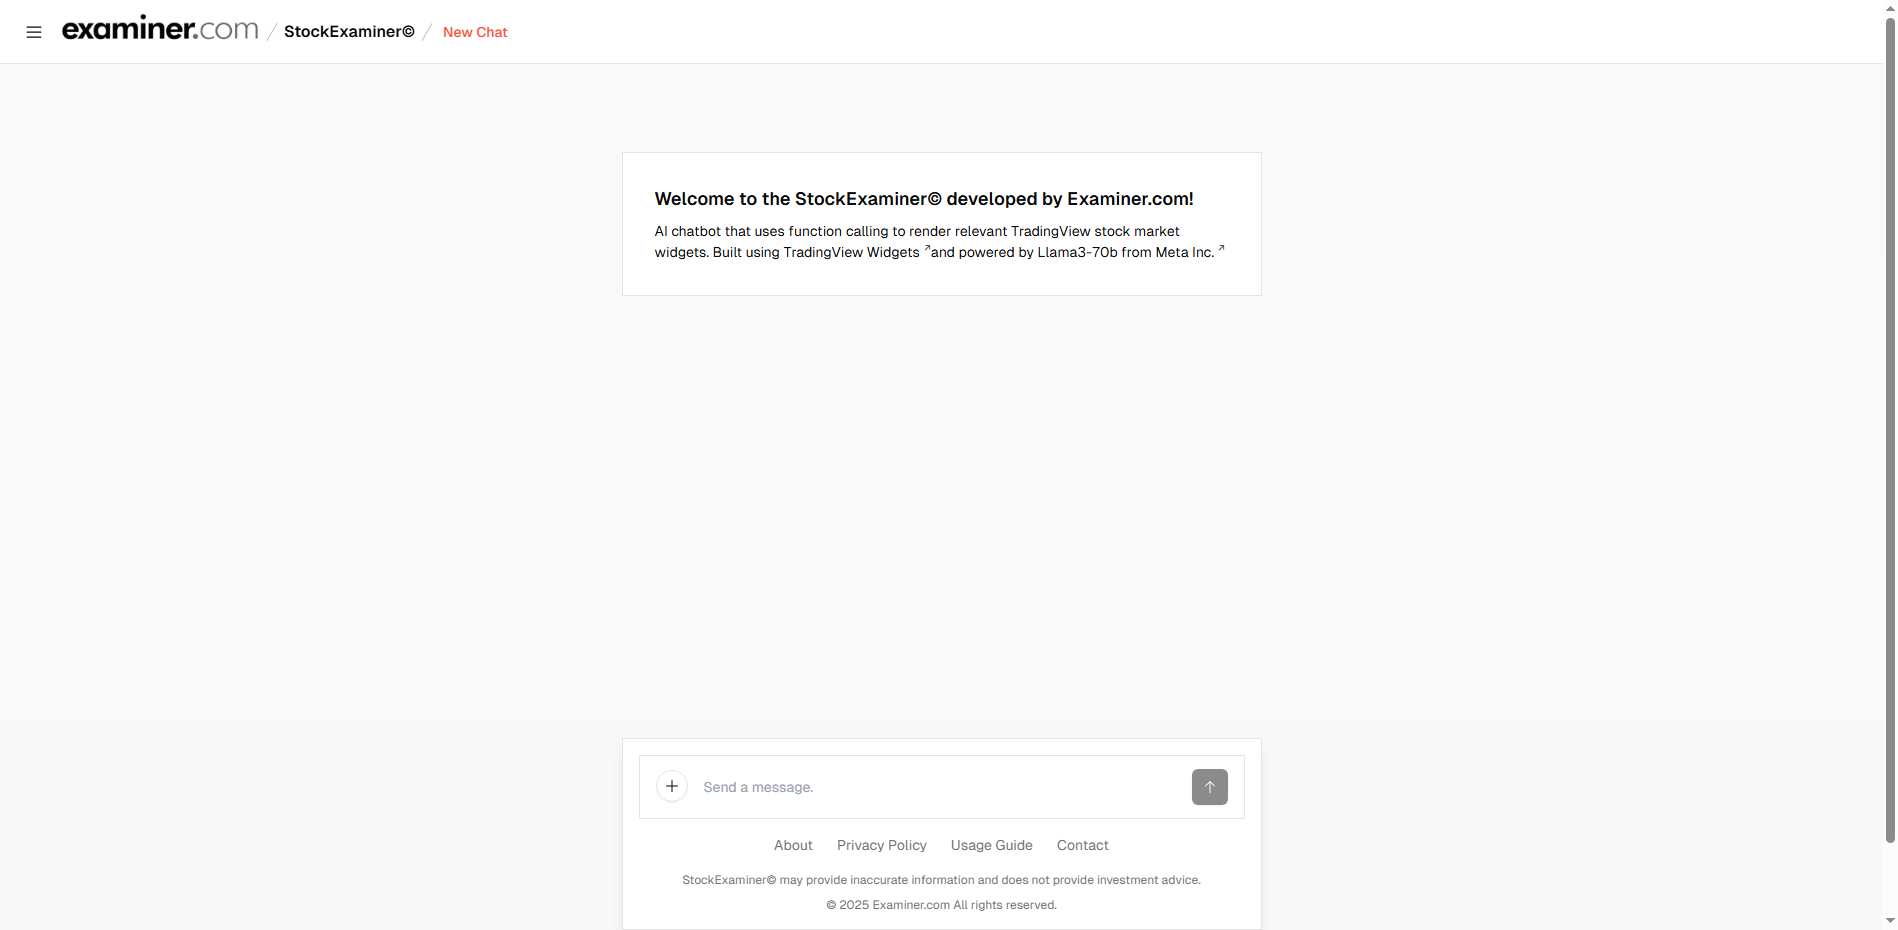 examiner.com / StockExaminer© / New Chat
Welcome to the StockExaminer© developed by Examiner.com!
AI chatbot that uses function calling to render relevant TradingView stock market
widgets. Built using TradingView Widgets ↗and powered by Llama3-70b from Meta Inc. ↗
Send a message.
About Privacy Policy Usage Guide Contact
StockExaminer© may provide inaccurate information and does not provide investment advice.
© 2025 Examiner.com All rights reserved.